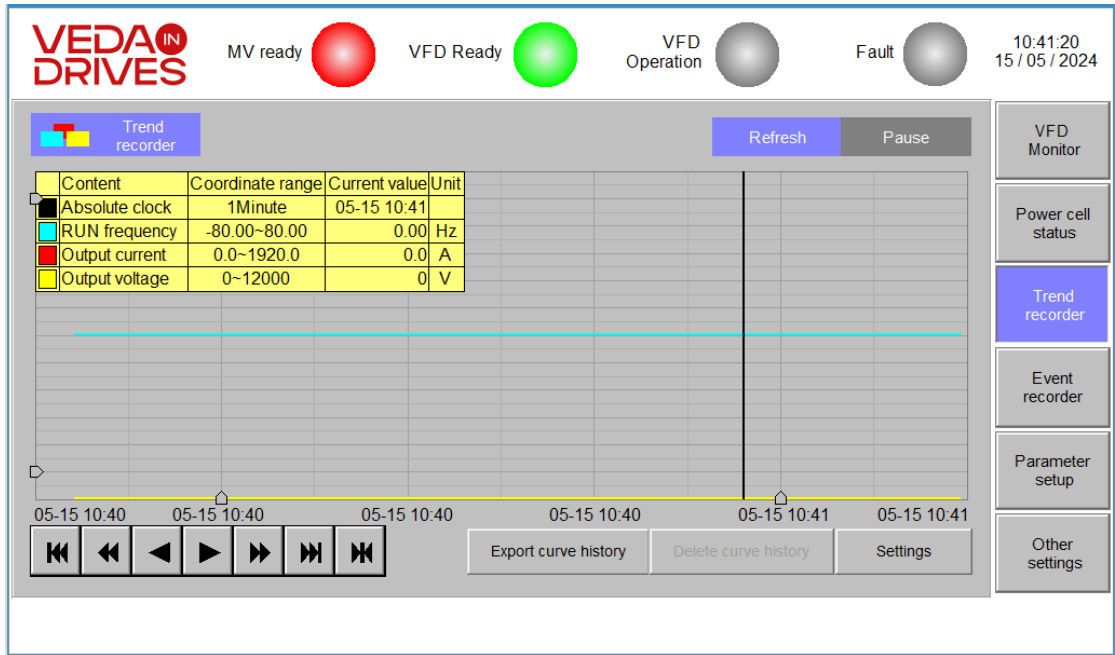 VEDA IN
DRIVES
MV ready
VFD Ready
VFD
Operation
Fault
10:41:20
15 / 05 / 2024
Trend
recorder
Refresh
Pause
Content Coordinate range Current value Unit
Absolute clock 1Minute 05-15 10:41
RUN frequency -80.00~80.00 0.00 Hz
Output current 0.0~1920.0 0.0 A
Output voltage 0~12000 0 V
05-15 10:40 05-15 10:40 05-15 10:40 05-15 10:40 05-15 10:41 05-15 10:41
Export curve history
Delete curve history
Settings
VFD
Monitor
Power cell
status
Trend
recorder
Event
recorder
Parameter
setup
Other
settings